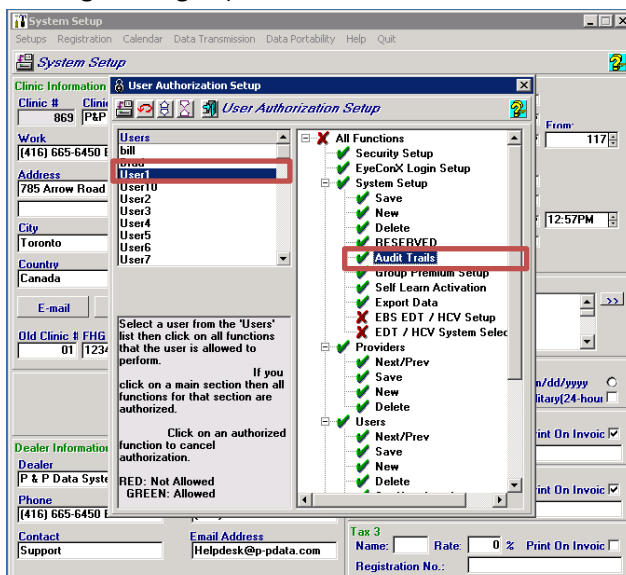 System Setup
Setups Registration Calendar Data Transmission Data Portability Help Quit
System Setup
Clinic Information
Clinic # Clinic
869 P&P
Work
(416) 665-6450 E
Address
785 Arrow Road
City
Toronto
Country
Canada
E-mail
Old Clinic # FHG
01 1234
Dealer Information
Dealer
P & P Data Syste
Phone
(416) 665-6450 E
Contact
Support
Email Address
Helpdesk@p-pdata.com
User Authorization Setup
User Authorization Setup
Users
bill
User1
User10
User2
User3
User4
User5
User6
User7
Select a user from the 'Users'
list then click on all functions
that the user is allowed to
perform.
If you
click on a main section then all
functions for that section are
authorized.
Click on an authorized
function to cancel
authorization.
RED: Not Allowed
GREEN: Allowed
All Functions
Security Setup
EyeConX Login Setup
System Setup
Save
New
Delete
RESERVED
Audit Trails
Group Premium Setup
Self Learn Activation
Export Data
EBS EDT / HCV Setup
EDT / HCV System Selec
Providers
Next/Prev
Save
New
Delete
Users
Next/Prev
Save
New
Delete
From:
117
12:57PM
>>
m/dd/yyyy
litary(24-hour
Print On Invoic
Print On Invoic
Tax 3
Name: Rate: 0 % Print On Invoic
Registration No.: